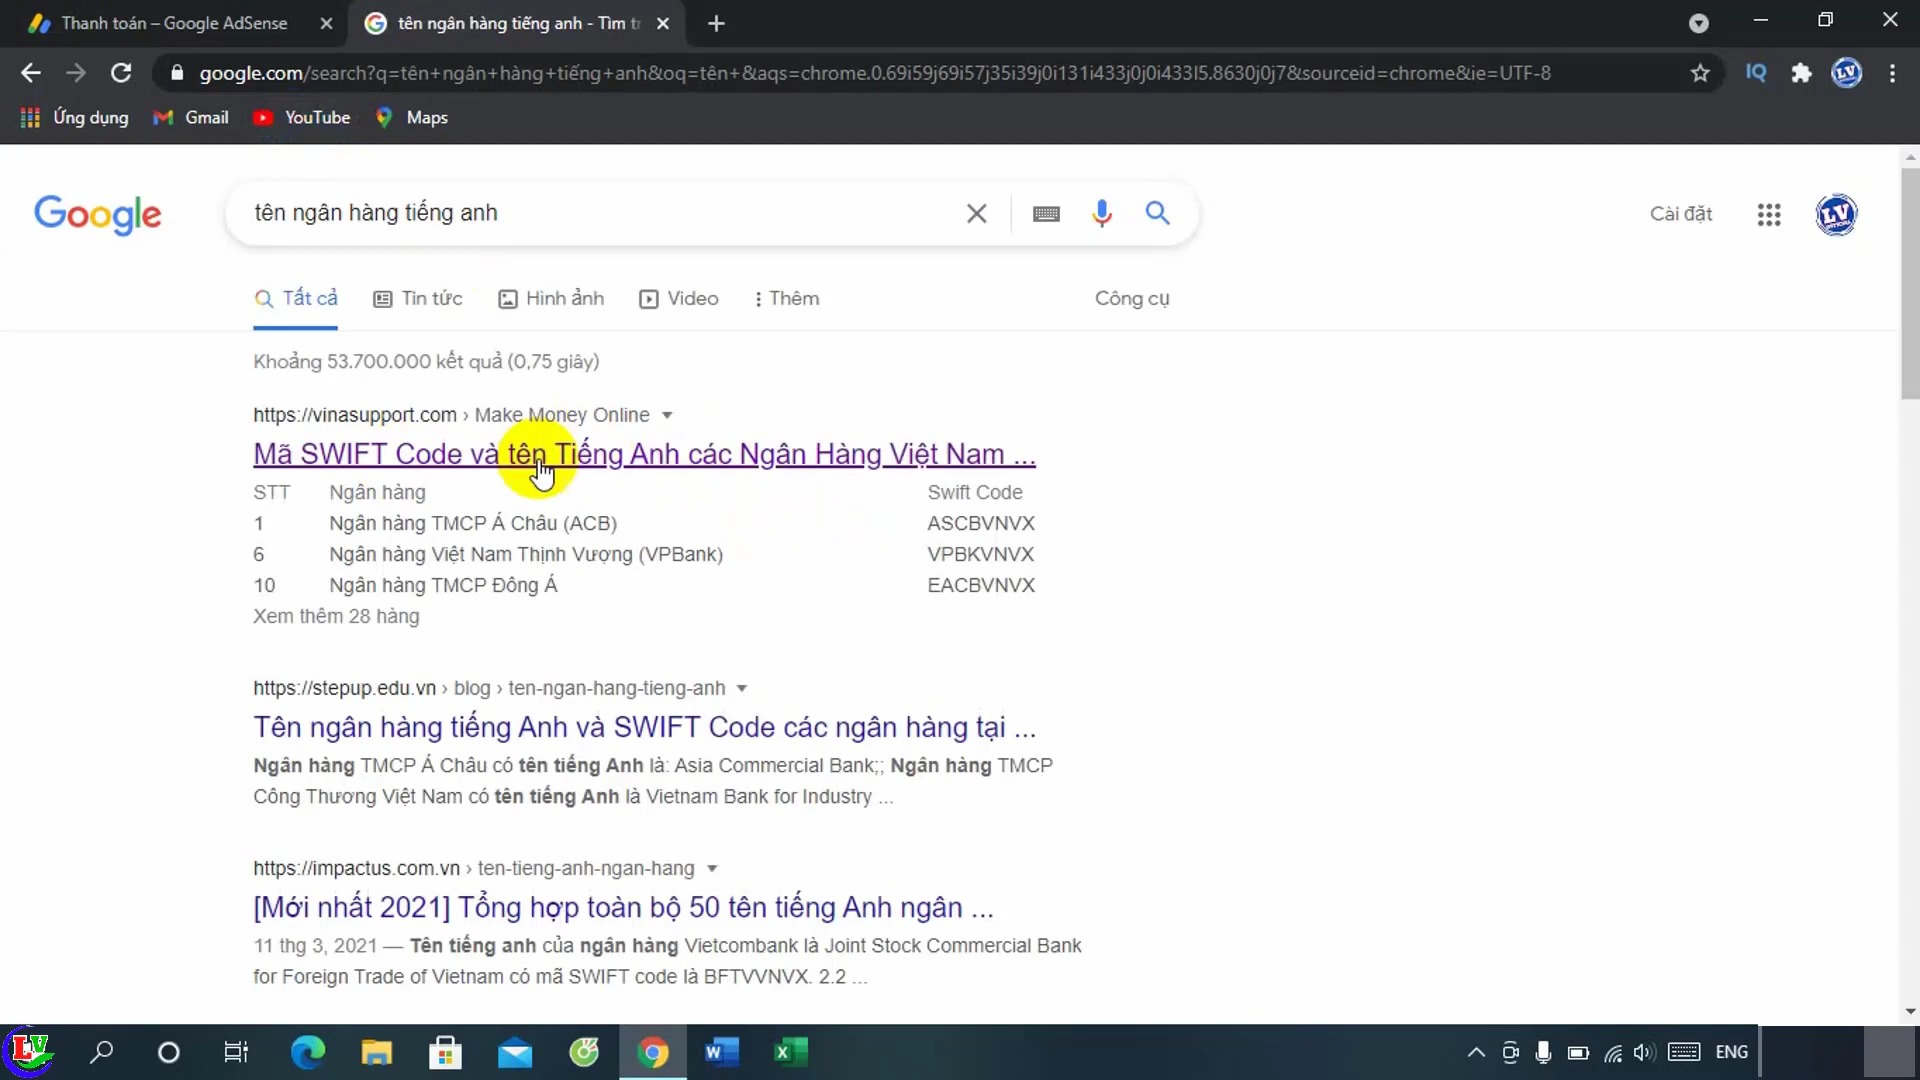 Thanh toán – Google AdSense
tên ngân hàng tiếng anh - Tìm tr
google.com/search?q=tên+ngân+hàng+tiếng+anh&oq=tên+&aqs=chrome.0.69i59j69i57j35i39j0i131i433j0j0i433l5.8630j0j7&sourceid=chrome&ie=UTF-8
IQ
LV
Ứng dụng
Gmail
YouTube
Maps
Google
tên ngân hàng tiếng anh
Cài đặt
LV
Tất cả
Tin tức
Hình ảnh
Video
Thêm
Công cụ
Khoảng 53.700.000 kết quả (0,75 giây)
https://vinasupport.com › Make Money Online
Mã SWIFT Code và tên Tiếng Anh các Ngân Hàng Việt Nam ...
STT Ngân hàng Swift Code
1 Ngân hàng TMCP Á Châu (ACB) ASCBVNVX
6 Ngân hàng Việt Nam Thịnh Vượng (VPBank) VPBKVNVX
10 Ngân hàng TMCP Đông Á EACBVNVX
Xem thêm 28 hàng
https://stepup.edu.vn › blog › ten-ngan-hang-tieng-anh
Tên ngân hàng tiếng Anh và SWIFT Code các ngân hàng tại ...
Ngân hàng TMCP Á Châu có tên tiếng Anh là: Asia Commercial Bank;; Ngân hàng TMCP
Công Thương Việt Nam có tên tiếng Anh là Vietnam Bank for Industry ...
https://impactus.com.vn › ten-tieng-anh-ngan-hang
[Mới nhất 2021] Tổng hợp toàn bộ 50 tên tiếng Anh ngân ...
11 thg 3, 2021 — Tên tiếng anh của ngân hàng Vietcombank là Joint Stock Commercial Bank
for Foreign Trade of Vietnam có mã SWIFT code là BFTVVNVX. 2.2 ...
LV
ENG